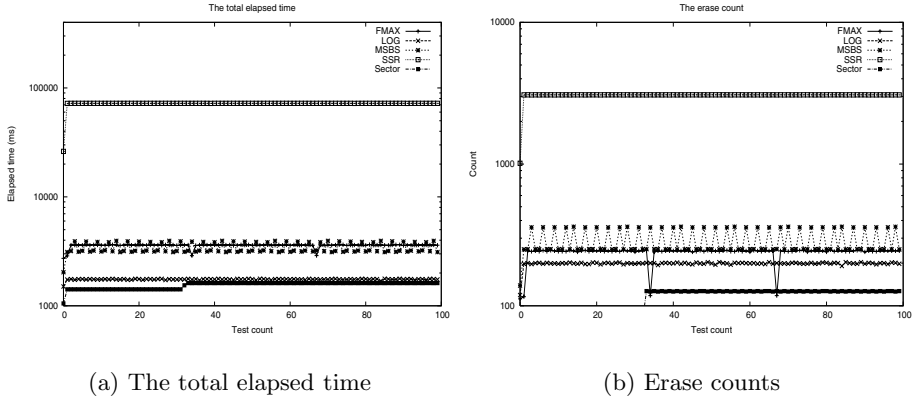 The total elapsed time
Elapsed time (ms)
100000
10000
1000
0
20
40
60
80
100
Test count
FMAX
LOG
MSBS
SSR
Sector
(a) The total elapsed time
The erase count
Count
10000
1000
100
0
20
40
60
80
100
Test count
FMAX
LOG
MSBS
SSR
Sector
(b) Erase counts